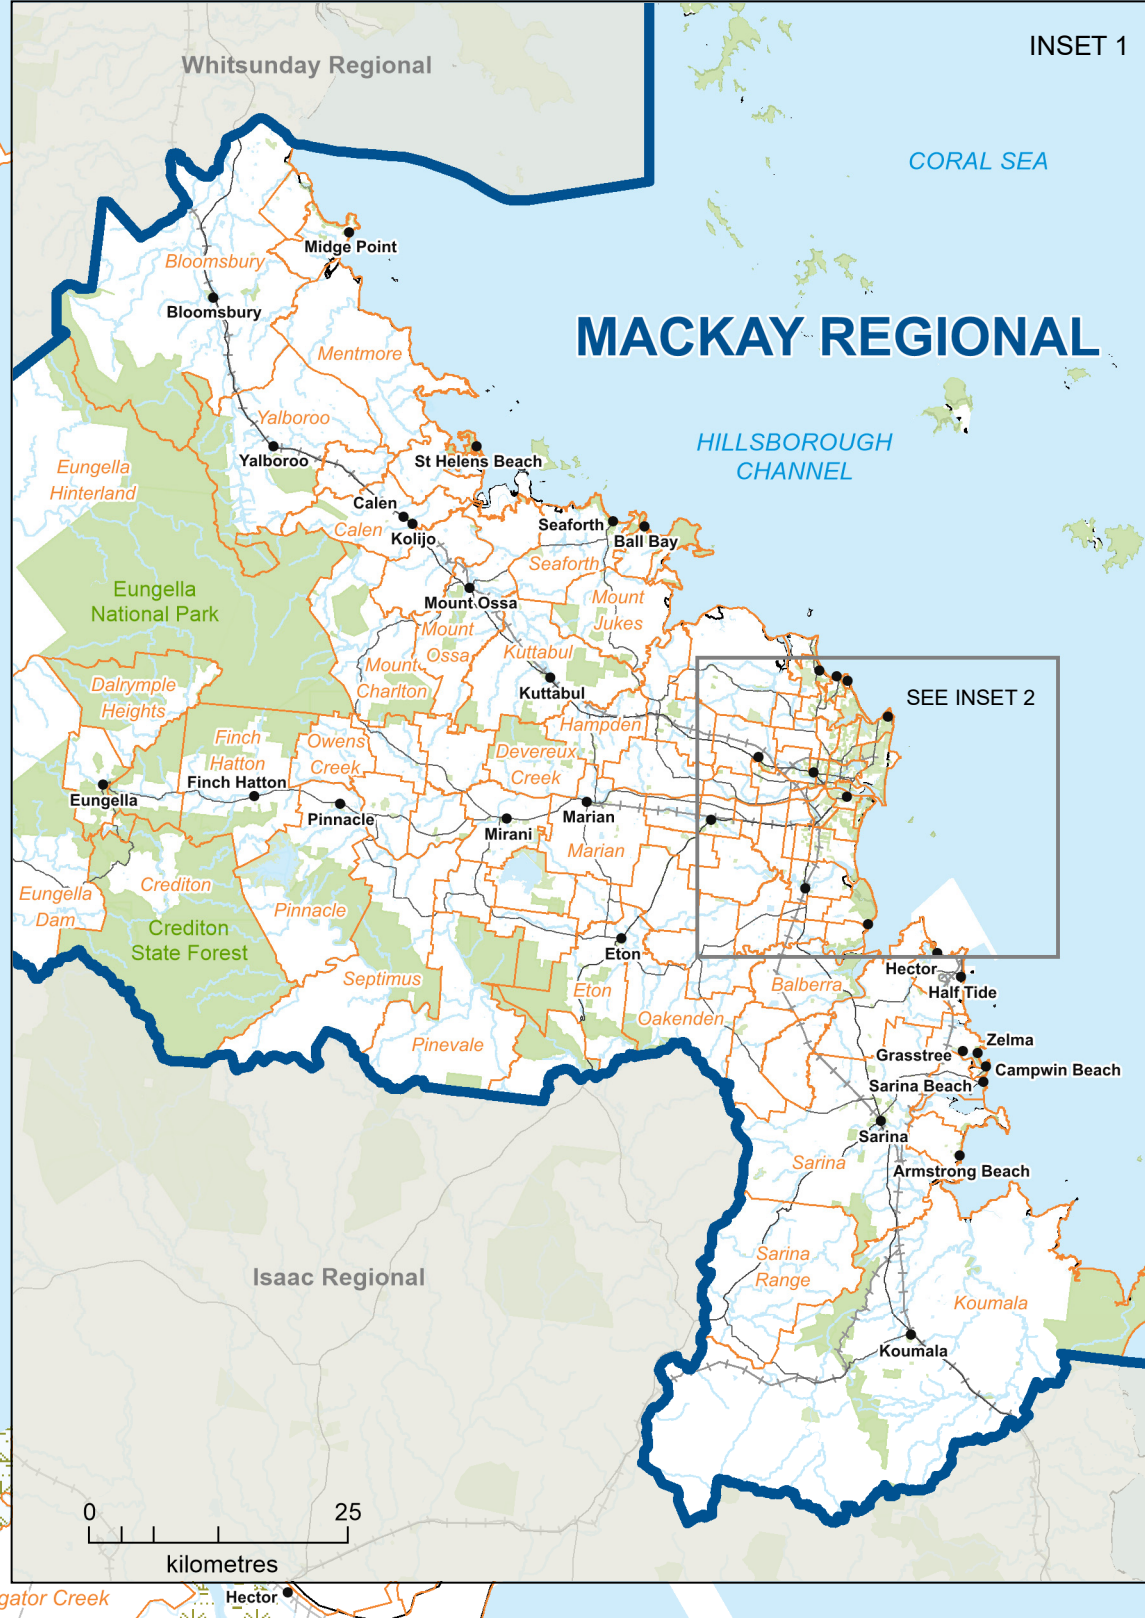 INSET 1
Whitsunday Regional
CORAL SEA
Midge Point
Bloomsbury
Bloomsbury
MACKAY REGIONAL
Mentmore
Yalboroo
HILLSBOROUGH
CHANNEL
Yalboroo
St Helens Beach
Eungella
Hinterland
Calen
Calen
Kolijo
Seaforth
Ball Bay
Seaforth
Eungella
National Park
Mount Ossa
Mount
Jukes
Mount
Ossa
Kuttabul
Mount
Charlton
Kuttabul
Dalrymple
Heights
SEE INSET 2
Hampden
Finch
Hatton
Owens
Creek
Devereux
Creek
Finch Hatton
Eungella
Pinnacle
Mirani
Marian
Marian
Eungella
Dam
Crediton
Pinnacle
Crediton
State Forest
Eton
Septimus
Eton
Balberra
Hector
Half Tide
Oakenden
Pinevale
Zelma
Grasstree
Campwin Beach
Sarina Beach
Sarina
Sarina
Armstrong Beach
Sarina
Range
Isaac Regional
Koumala
Koumala
0 25
kilometres
gator Creek
Hector